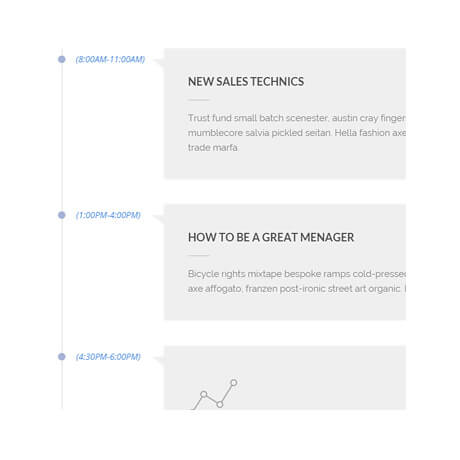 (8:00AM-11:00AM)
NEW SALES TECHNICS
Trust fund small batch scenester, austin cray finger
mumblecore salvia pickled seitan. Hella fashion axe
trade marfa.
(1:00PM-4:00PM)
HOW TO BE A GREAT MENAGER
Bicycle rights mixtape bespoke ramps cold-pressed
axe affogato, franzen post-ironic street art organic.
(4:30PM-6:00PM)